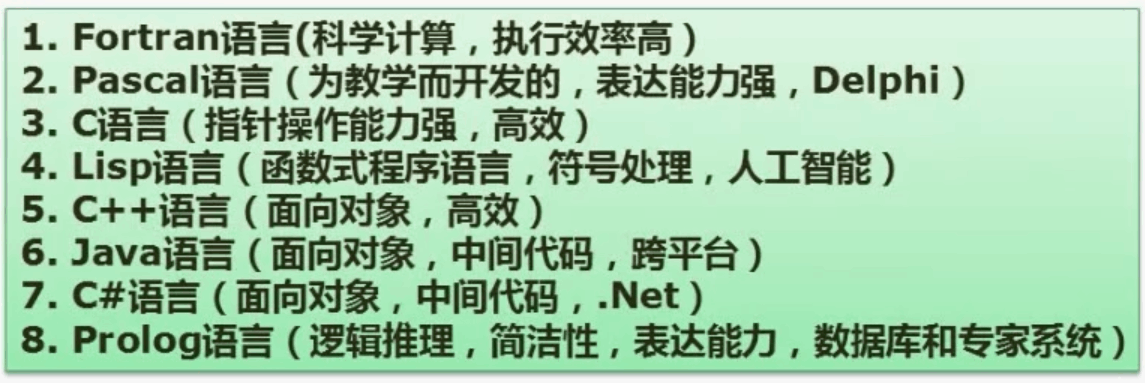 1. Fortran语言(科学计算，执行效率高）
2. Pascal语言（为教学而开发的，表达能力强，Delphi）
3. C语言（指针操作能力强，高效）
4. Lisp语言（函数式程序语言，符号处理，人工智能）
5. C++语言（面向对象，高效）
6. Java语言（面向对象，中间代码，跨平台）
7. C#语言（面向对象，中间代码，.Net）
8. Prolog语言（逻辑推理，简洁性，表达能力，数据库和专家系统）